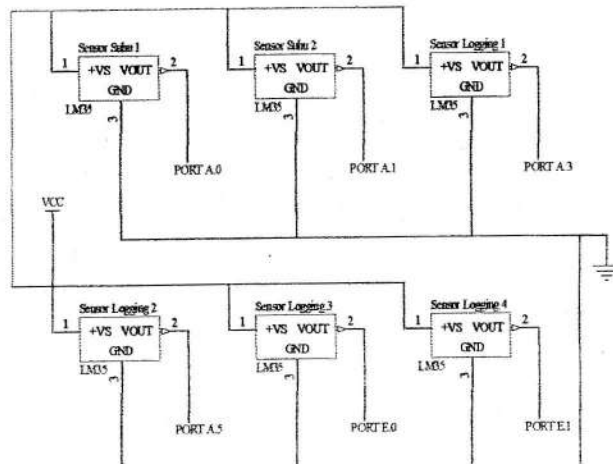 Sensor Suhu 1
1
+VS VOUT
2
GND
LM35
3
PORT A.0
Sensor Suhu 2
1
+VS VOUT
2
GND
LM35
3
PORT A.1
Sensor Logging 1
1
+VS VOUT
2
GND
LM35
3
PORT A.3
VCC
Sensor Logging 2
1
+VS VOUT
2
GND
LM35
3
PORT A.5
Sensor Logging 3
1
+VS VOUT
2
GND
LM35
3
PORT E.0
Sensor Logging 4
1
+VS VOUT
2
GND
LM35
3
PORT E.1